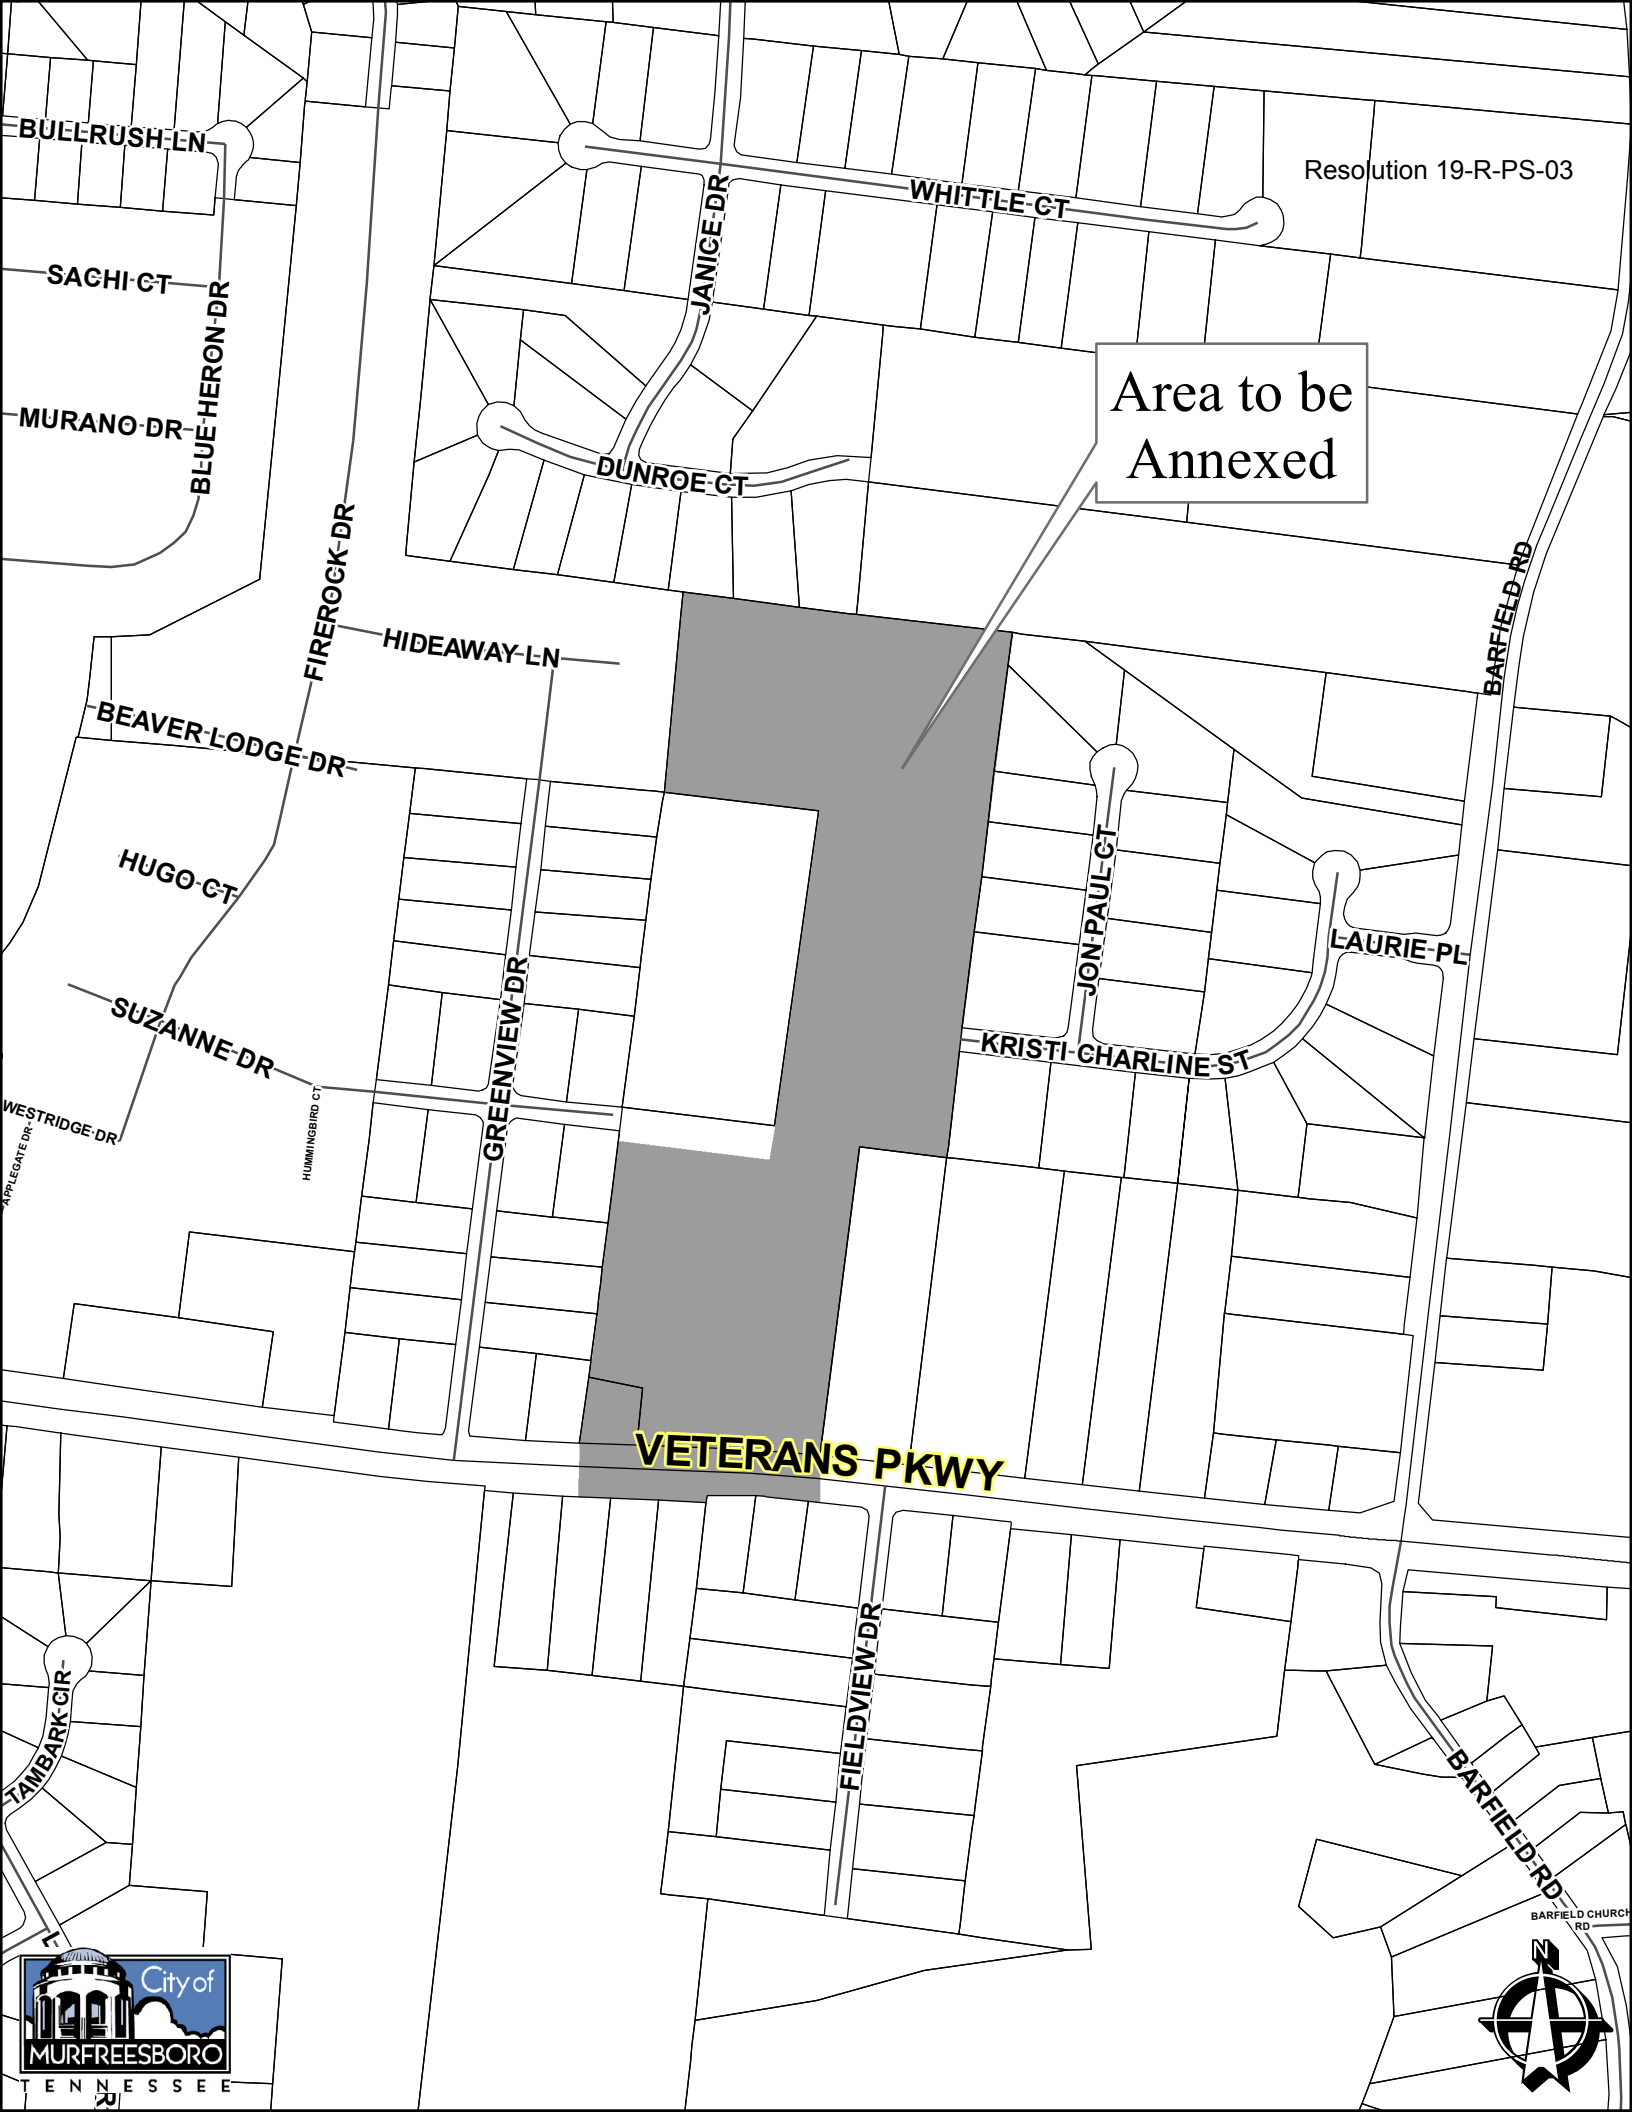 BULLRUSH LN
Resolution 19-R-PS-03
WHITTLE CT
JANICE DR
SACHI CT
BLUE HERON DR
MURANO DR
Area to be
Annexed
DUNROE CT
FIREROCK DR
BARFIELD RD
HIDEAWAY LN
BEAVER LODGE DR
HUGO CT
JON PAUL CT
LAURIE PL
GREENVIEW DR
SUZANNE DR
KRISTI CHARLINE ST
WESTRIDGE DR
APPLEGATE DR
HUMMINGBIRD CT
VETERANS PKWY
FIELDVIEW DR
TAMBARK CIR
BARFIELD RD
BARFIELD CHURCH
RD
L
N
City of
MURFREESBORO
TENNESSEE
R